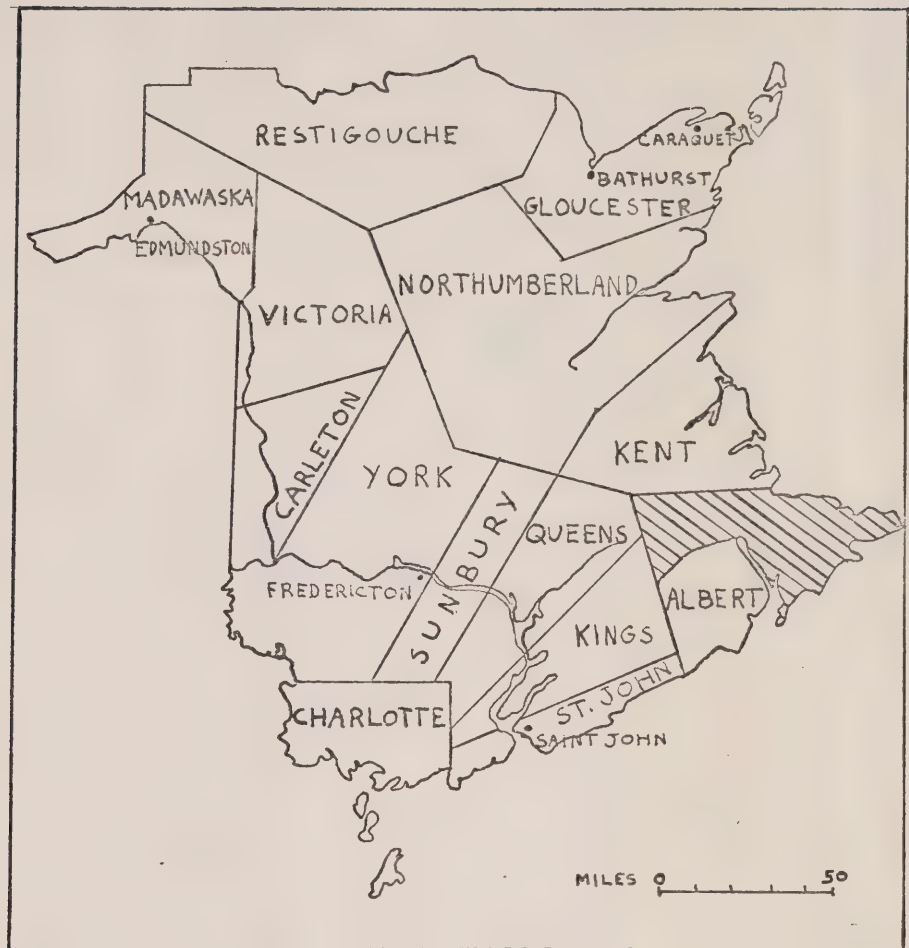 RESTIGOUCHE
CARAQUET
BATHURST
MADAWASKA
GLOUCESTER
EDMUNDSTON
NORTHUMBERLAND
VICTORIA
CARLETON
KENT
YORK
SUNBURY
QUEENS
FREDERICTON
ALBERT
KINGS
ST. JOHN
CHARLOTTE
SAINT JOHN
MILES 0 50